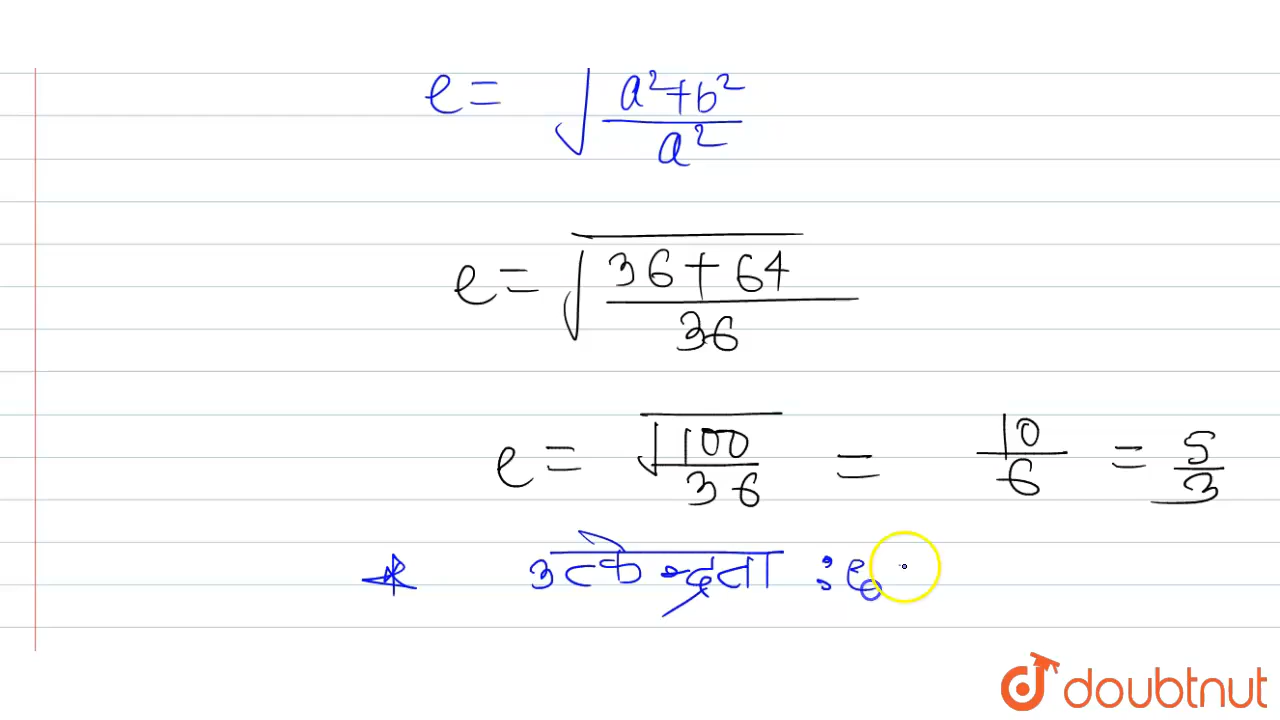 e = √(a²+b²/a²)
e = √(36+64/36)
e = √(100/36) = 10/6 = 5/3
* उत्केन्द्रता : e
doubtnut